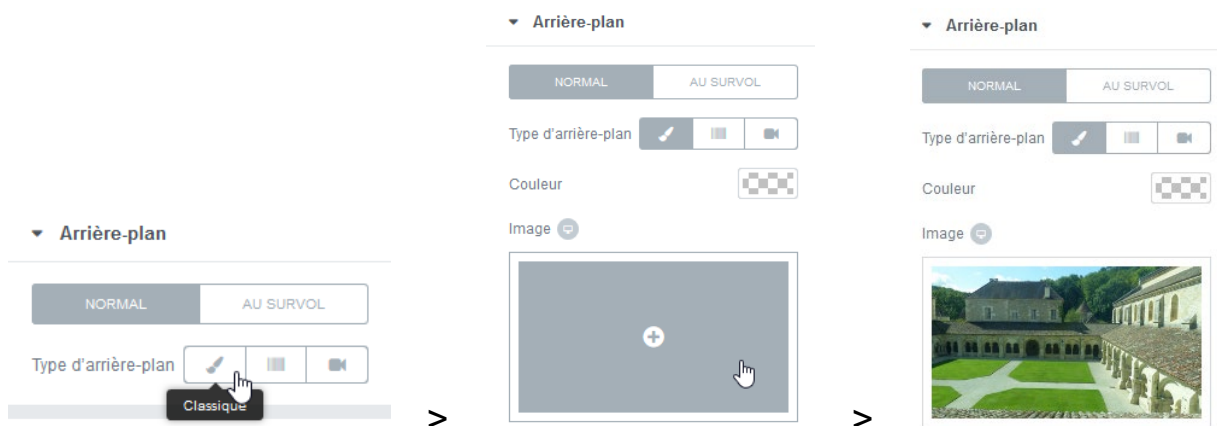 Arrière-plan
NORMAL AU SURVOL
Type d'arrière-plan
Classique
>
Arrière-plan
NORMAL AU SURVOL
Type d'arrière-plan
Couleur
Image
>
Arrière-plan
NORMAL AU SURVOL
Type d'arrière-plan
Couleur
Image